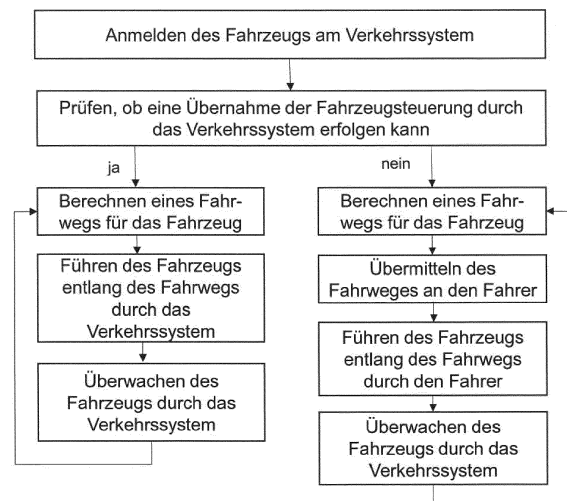 Anmelden des Fahrzeugs am Verkehrssystem
Prüfen, ob eine Übernahme der Fahrzeugsteuerung durch
das Verkehrssystem erfolgen kann
ja
nein
Berechnen eines Fahr-
wegs für das Fahrzeug
Führen des Fahrzeugs
entlang des Fahrwegs
durch das
Verkehrssystem
Überwachen des
Fahrzeugs durch das
Verkehrssystem
Berechnen eines Fahr-
wegs für das Fahrzeug
Übermitteln des
Fahrweges an den Fahrer
Führen des Fahrzeugs
entlang des Fahrwegs
durch den Fahrer
Überwachen des
Fahrzeugs durch das
Verkehrssystem